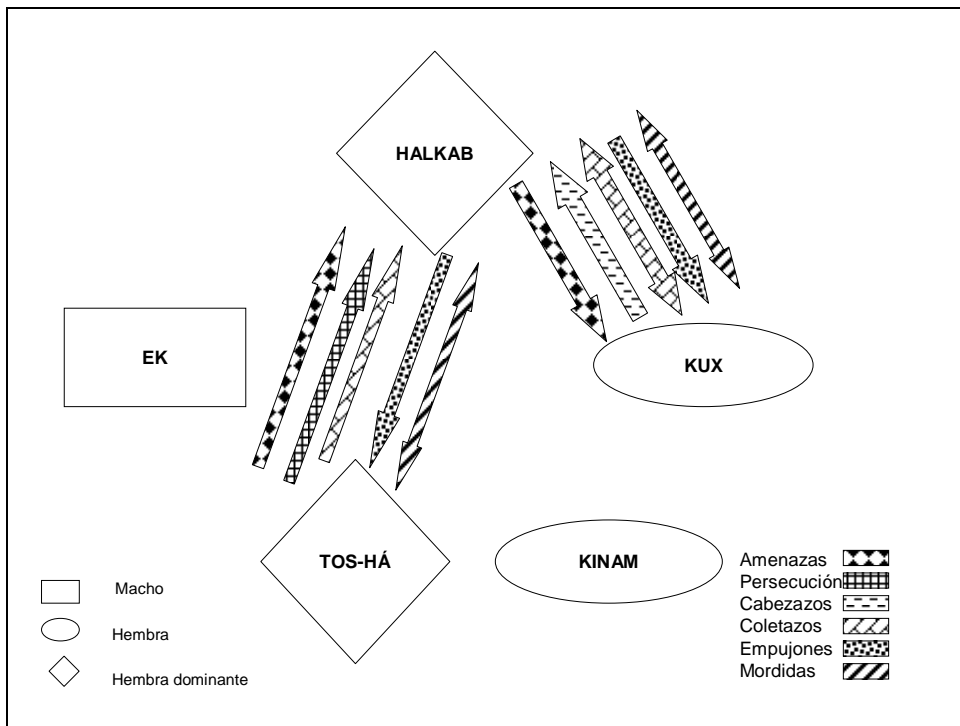 HALKAB
EK
KUX
TOS-HÁ
KINAM
Macho
Hembra
Hembra dominante
Amenazas
Persecución
Cabezazos
Coletazos
Empujones
Mordidas